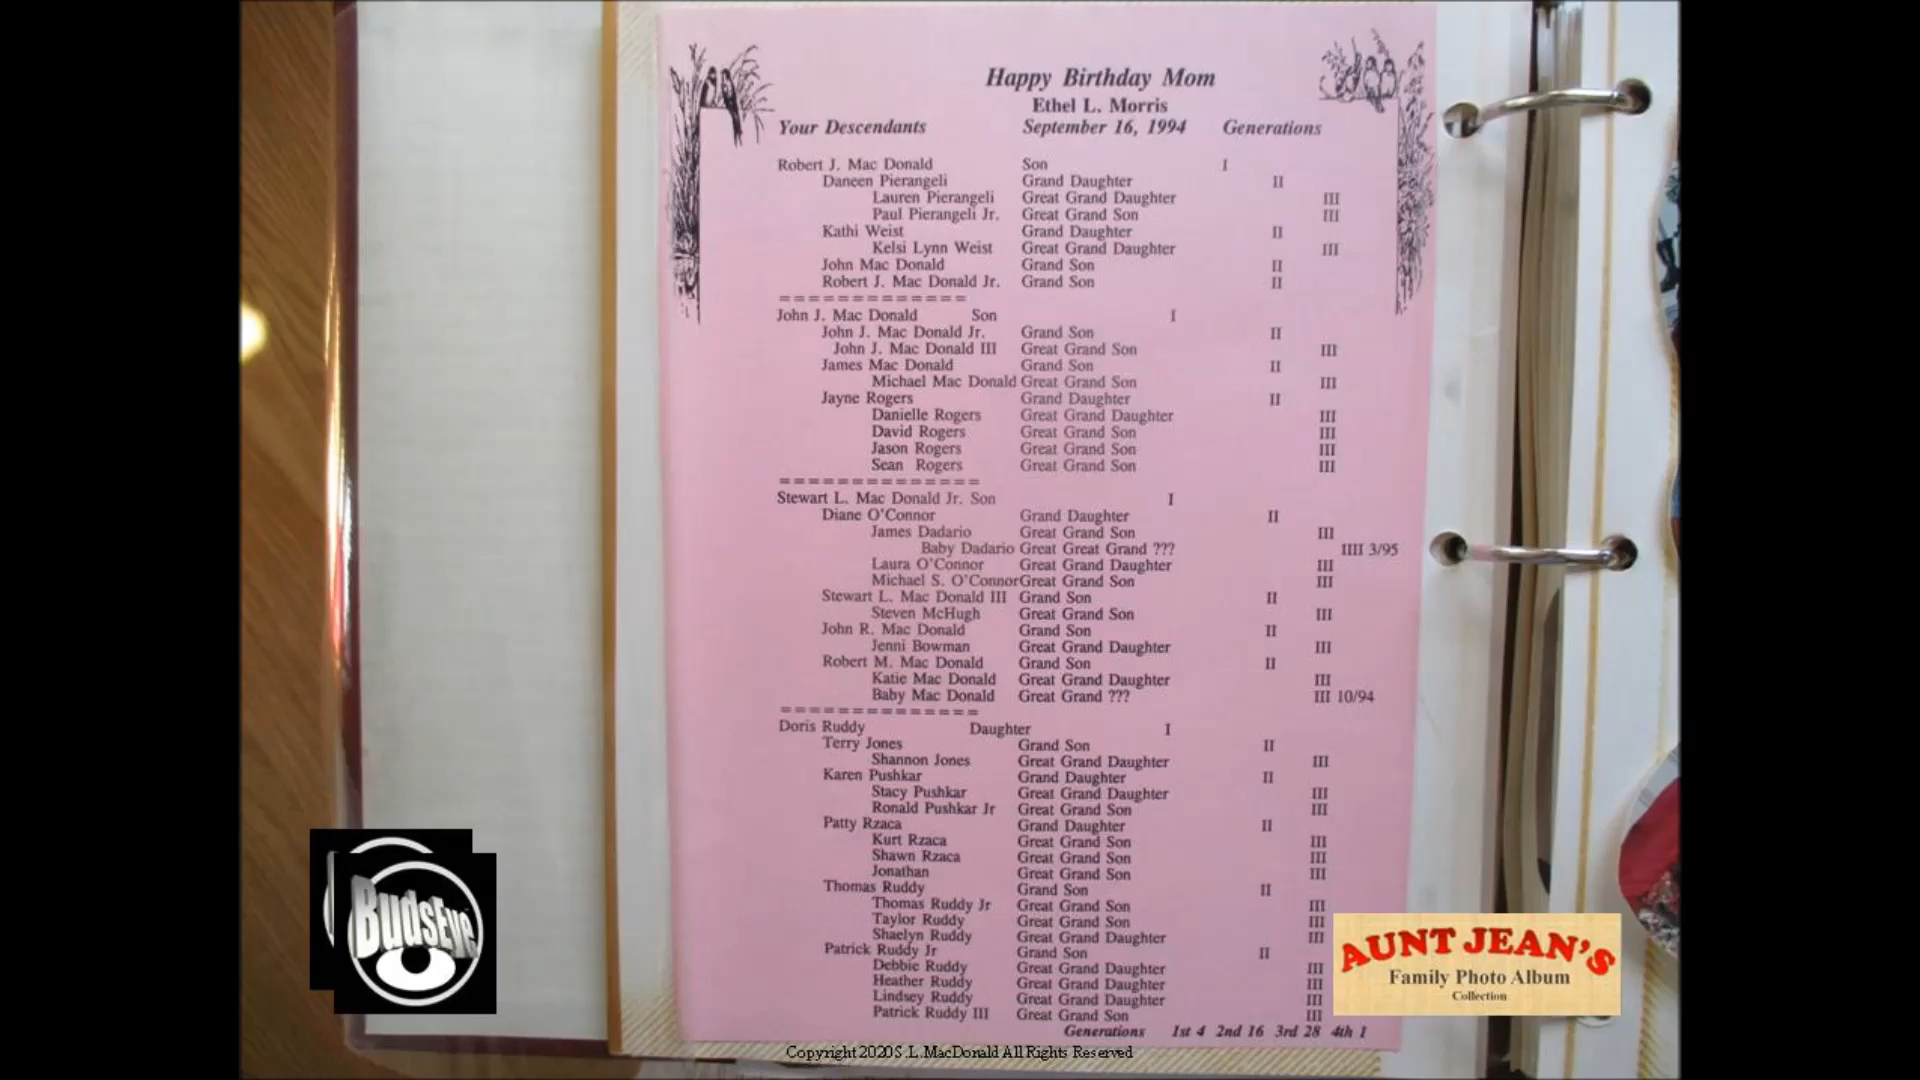 Happy Birthday Mom
Ethel L. Morris
Your Descendants September 16, 1994 Generations
Robert J. Mac Donald Son I
Daneen Pierangeli Grand Daughter II
Lauren Pierangeli Great Grand Daughter III
Paul Pierangeli Jr. Great Grand Son III
Kathi Weist Grand Daughter II
Kelsi Lynn Weist Great Grand Daughter III
John Mac Donald Grand Son II
Robert J. Mac Donald Jr. Grand Son II
=============
John J. Mac Donald Son I
John J. Mac Donald Jr. Grand Son II
John J. Mac Donald III Great Grand Son III
James Mac Donald Grand Son II
Michael Mac Donald Great Grand Son III
Jayne Rogers Grand Daughter II
Danielle Rogers Great Grand Daughter III
David Rogers Great Grand Son III
Jason Rogers Great Grand Son III
Sean Rogers Great Grand Son III
==============
Stewart L. Mac Donald Jr. Son I
Diane O'Connor Grand Daughter II
James Dadario Great Grand Son III
Baby Dadario Great Great Grand ??? IIII 3/95
Laura O'Connor Great Grand Daughter III
Michael S. O'Connor Great Grand Son III
Stewart L. Mac Donald III Grand Son II
Steven McHugh Great Grand Son III
John R. Mac Donald Grand Son II
Jenni Bowman Great Grand Daughter III
Robert M. Mac Donald Grand Son II
Katie Mac Donald Great Grand Daughter III
Baby Mac Donald Great Grand ??? III 10/94
==============
Doris Ruddy Daughter I
Terry Jones Grand Son II
Shannon Jones Great Grand Daughter III
Karen Pushkar Grand Daughter II
Stacy Pushkar Great Grand Daughter III
Ronald Pushkar Jr Great Grand Son III
Patty Rzaca Grand Daughter II
Kurt Rzaca Great Grand Son III
Shawn Rzaca Great Grand Son III
Jonathan Great Grand Son III
Thomas Ruddy Grand Son II
Thomas Ruddy Jr Great Grand Son III
Taylor Ruddy Great Grand Son III
Shaelyn Ruddy Great Grand Daughter III
Patrick Ruddy Jr Grand Son II
Debbie Ruddy Great Grand Daughter III
Heather Ruddy Great Grand Daughter III
Lindsey Ruddy Great Grand Daughter III
Patrick Ruddy III Great Grand Son III
Generations 1st 4 2nd 16 3rd 28 4th 1
BudsEye
AUNT JEAN'S
Family Photo Album
Collection
Copyright 2020 S.L.MacDonald All Rights Reserved